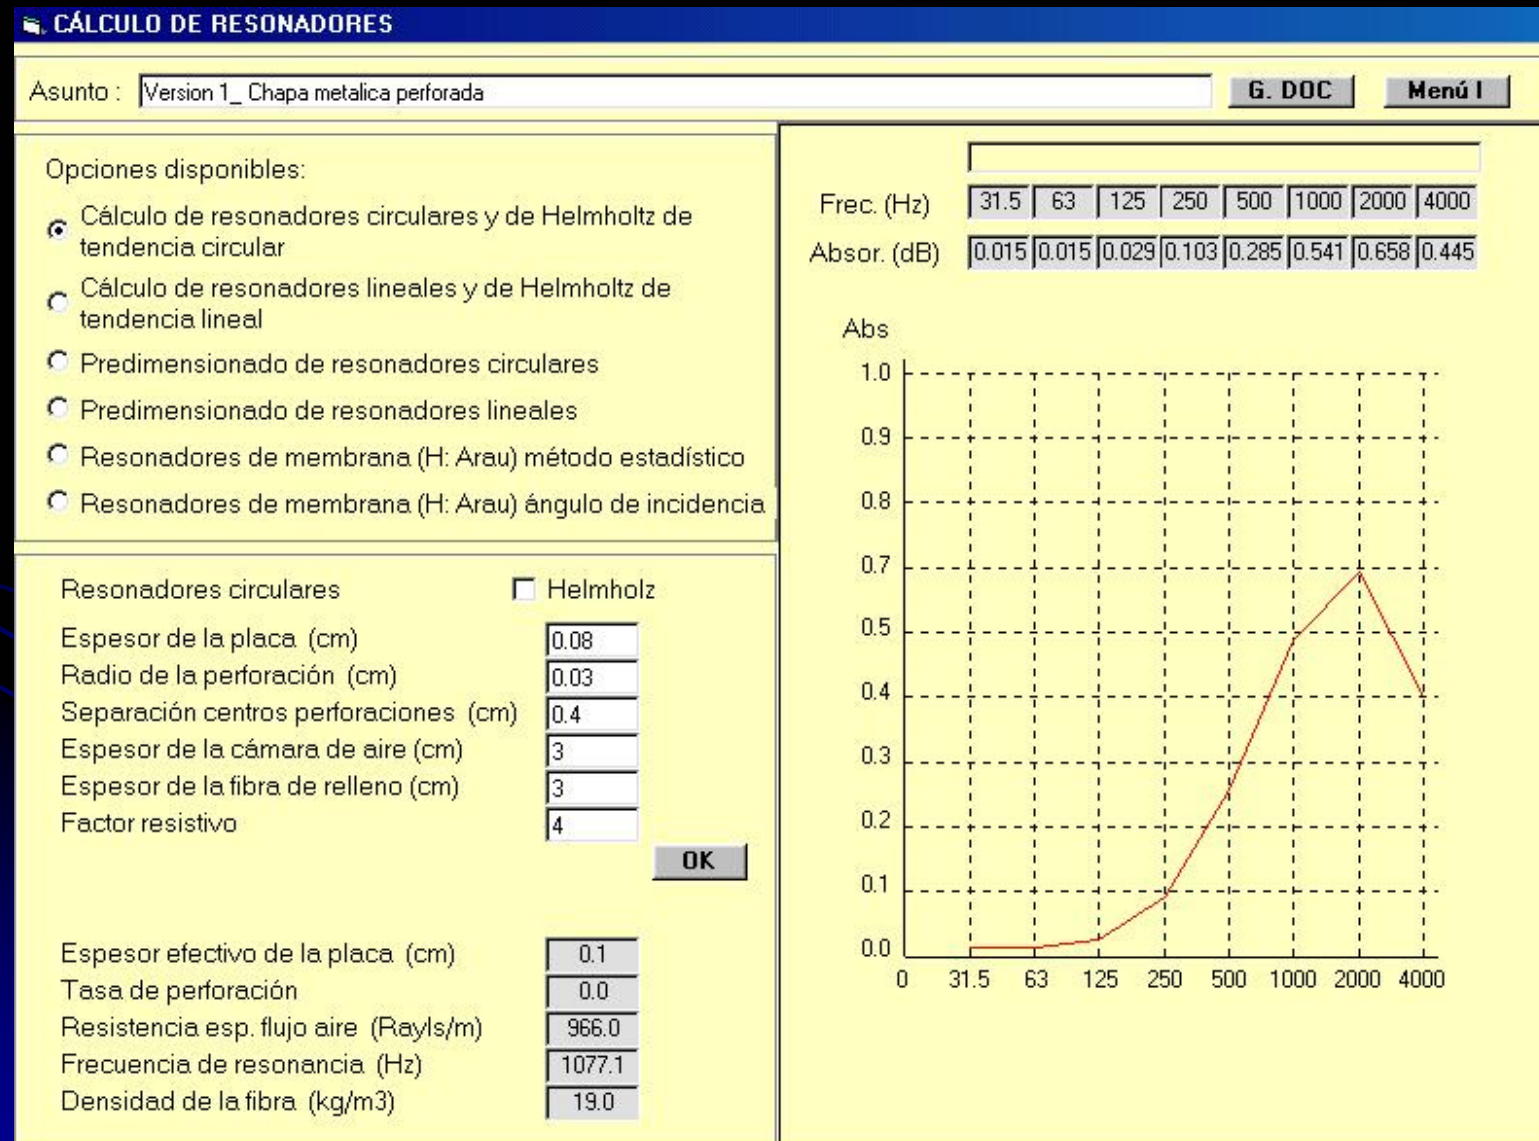 CÁLCULO DE RESONADORES
Asunto : Version 1_ Chapa metalica perforada G. DOC Menú I
Opciones disponibles:
Cálculo de resonadores circulares y de Helmholtz de
tendencia circular
Cálculo de resonadores lineales y de Helmholtz de
tendencia lineal
Predimensionado de resonadores circulares
Predimensionado de resonadores lineales
Resonadores de membrana (H: Arau) método estadístico
Resonadores de membrana (H: Arau) ángulo de incidencia
Resonadores circulares Helmholz
Espesor de la placa (cm) 0.08
Radio de la perforación (cm) 0.03
Separación centros perforaciones (cm) 0.4
Espesor de la cámara de aire (cm) 3
Espesor de la fibra de relleno (cm) 3
Factor resistivo 4
OK
Espesor efectivo de la placa (cm) 0.1
Tasa de perforación 0.0
Resistencia esp. flujo aire (Rayls/m) 966.0
Frecuencia de resonancia (Hz) 1077.1
Densidad de la fibra (kg/m3) 19.0
Frec. (Hz) 31.5 63 125 250 500 1000 2000 4000
Absor. (dB) 0.015 0.015 0.029 0.103 0.285 0.541 0.658 0.445
Abs
1.0
0.9
0.8
0.7
0.5
0.4
0.3
0.2
0.1
0.0
0 31.5 63 125 250 500 1000 2000 4000